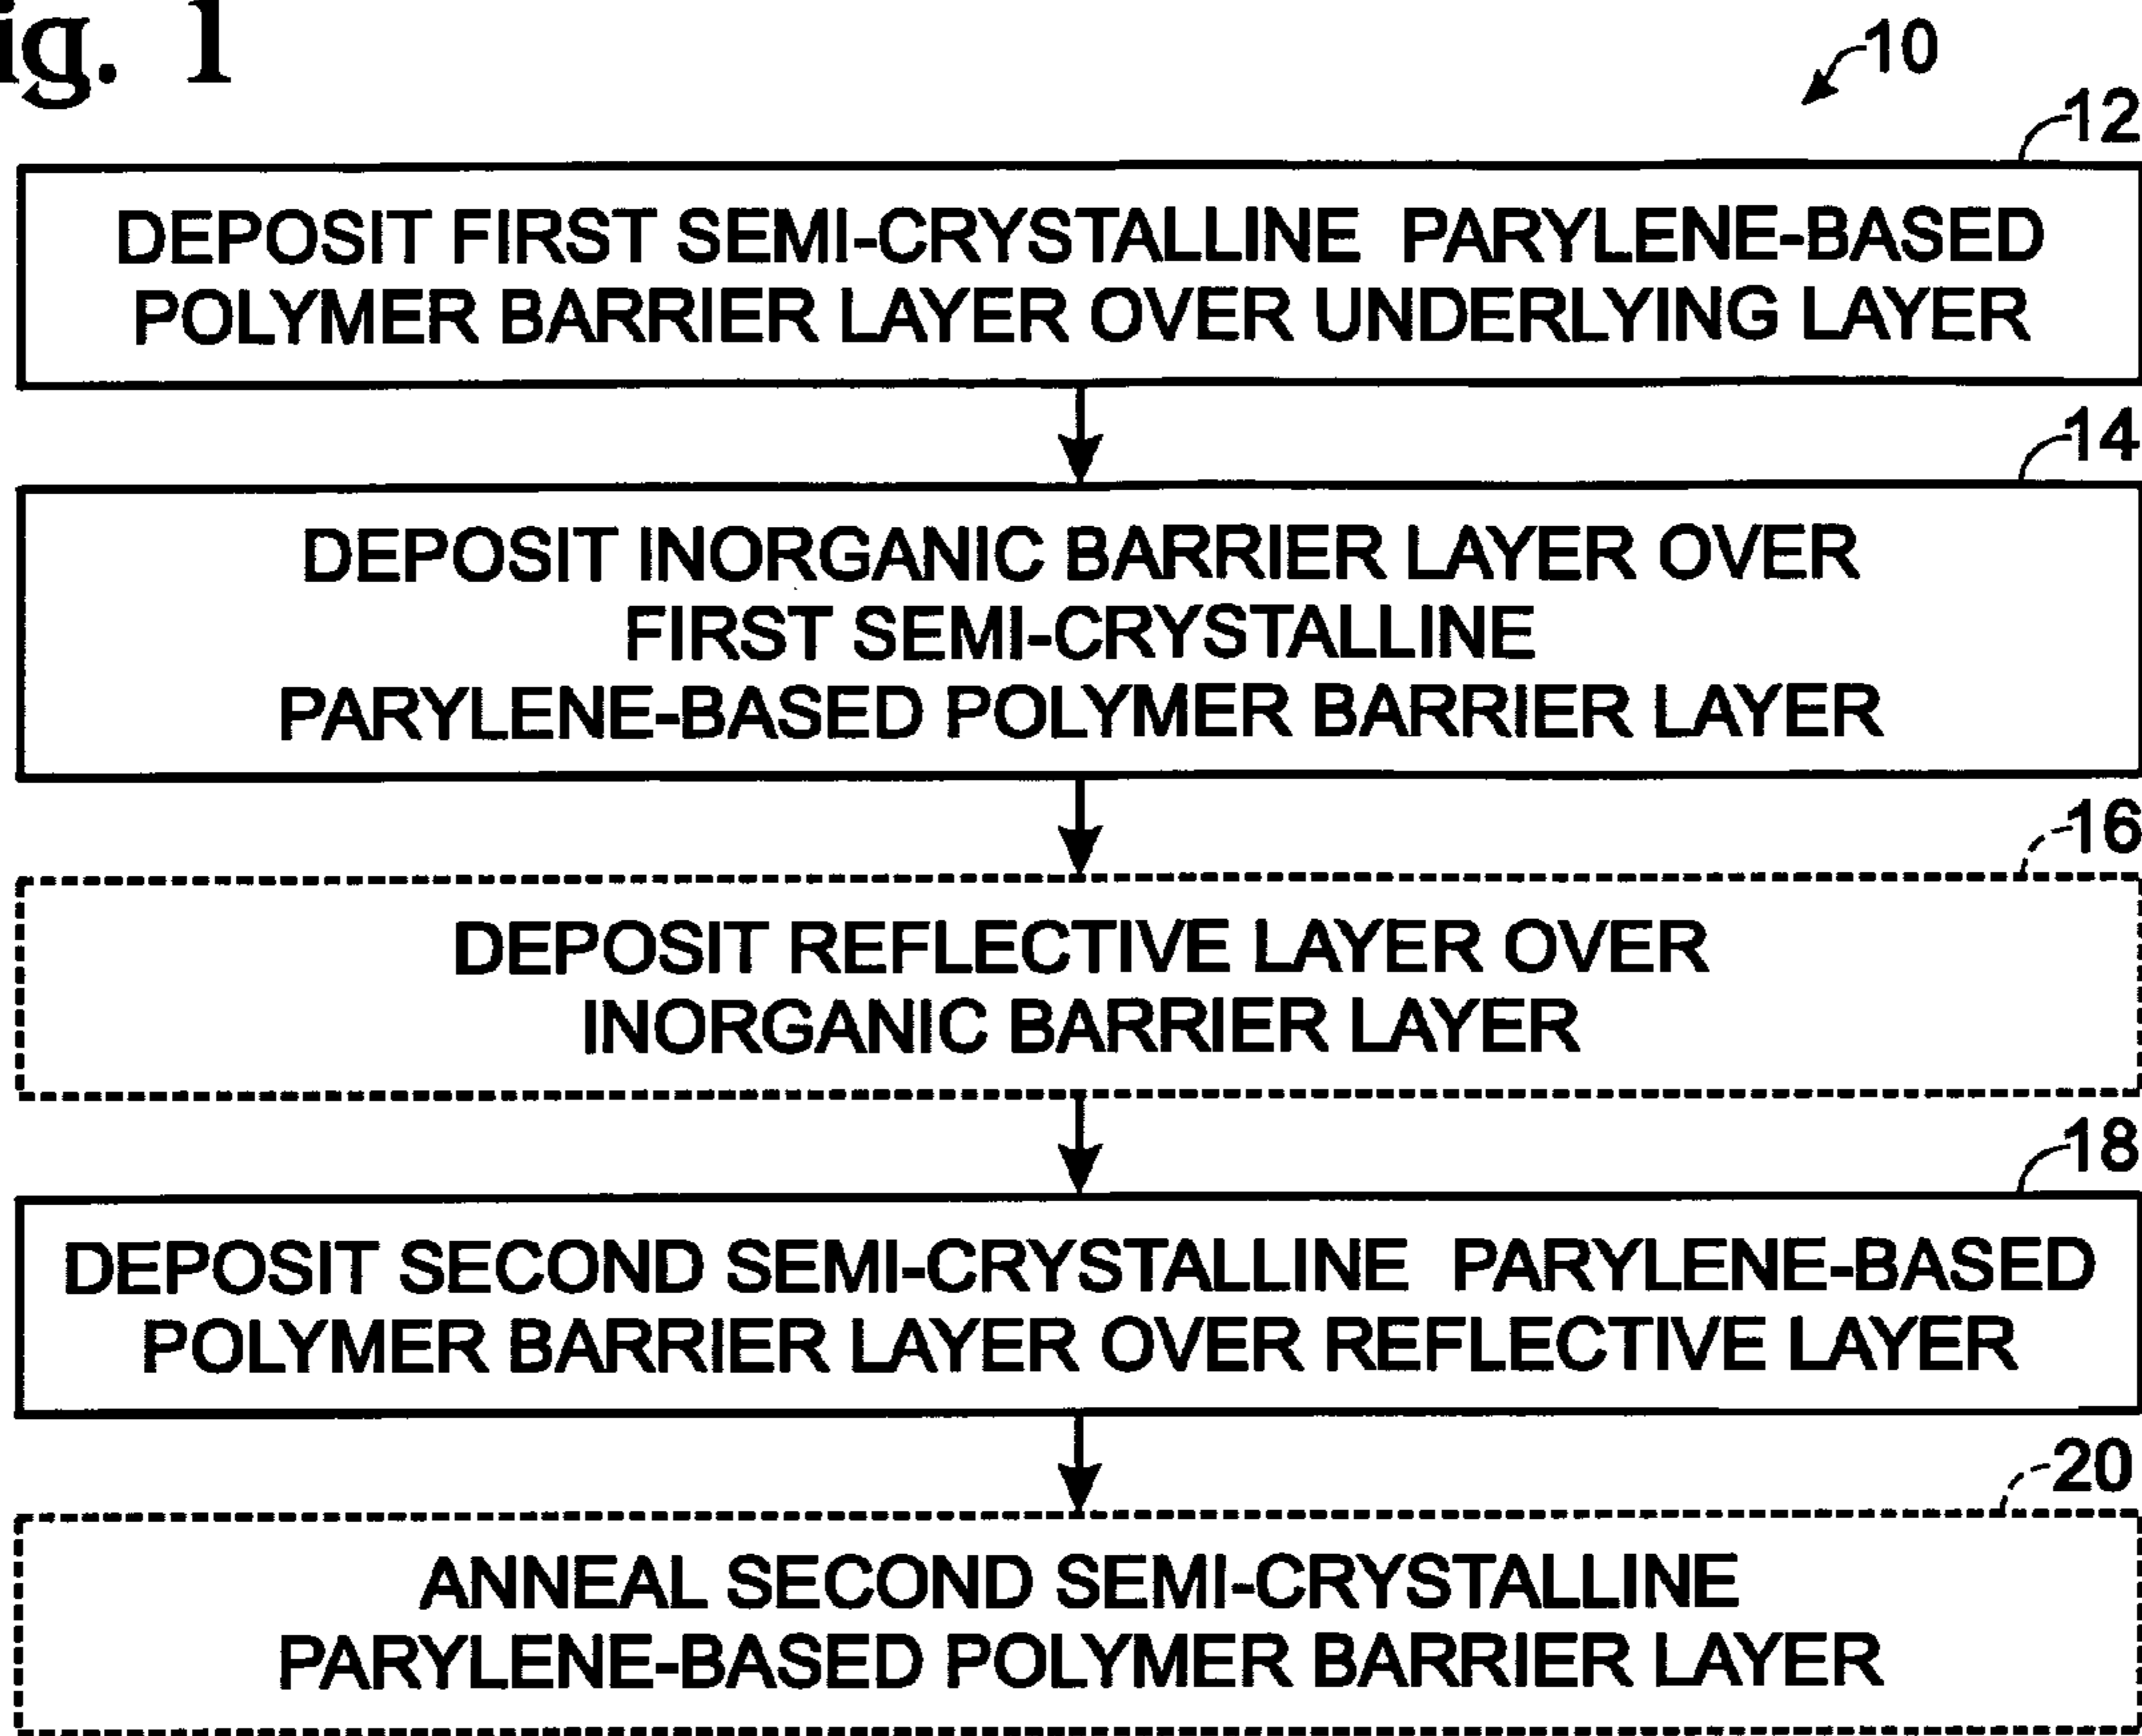 ig. 1
10
12
DEPOSIT FIRST SEMI-CRYSTALLINE PARYLENE-BASED
POLYMER BARRIER LAYER OVER UNDERLYING LAYER
14
DEPOSIT INORGANIC BARRIER LAYER OVER
FIRST SEMI-CRYSTALLINE
PARYLENE-BASED POLYMER BARRIER LAYER
16
DEPOSIT REFLECTIVE LAYER OVER
INORGANIC BARRIER LAYER
18
DEPOSIT SECOND SEMI-CRYSTALLINE PARYLENE-BASED
POLYMER BARRIER LAYER OVER REFLECTIVE LAYER
20
ANNEAL SECOND SEMI-CRYSTALLINE
PARYLENE-BASED POLYMER BARRIER LAYER